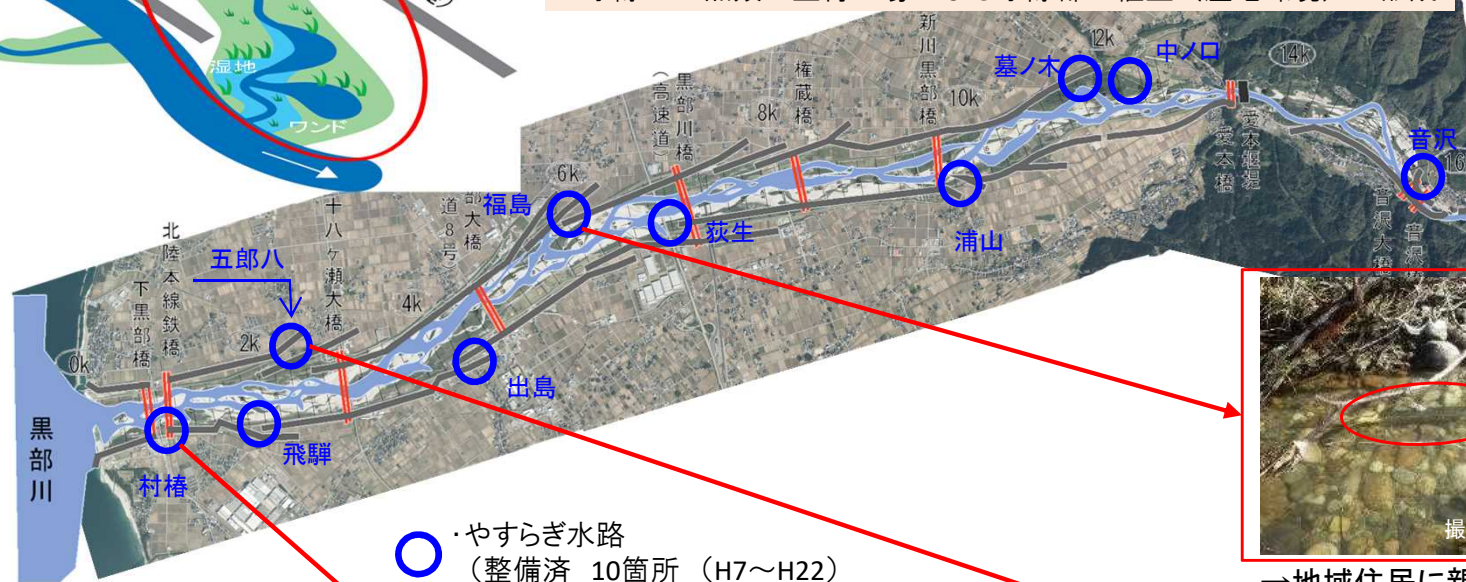 湿地
ワンド
新川黒部橋
12k
墓ノ木
中ノ口
14k
権蔵橋
10k
8k
黒部川橋
(高速道)
愛本堰堤
愛本橋
音沢
16
6k
福島
荻生
浦山
音沢大橋
部大橋
道8号)
十八ケ瀬大橋
北陸本線鉄橋
五郎八
下黒部橋
4k
2k
0k
出島
飛騨
村椿
黒部川
・やすらぎ水路
(整備済 10箇所 (H7~H22)
撮